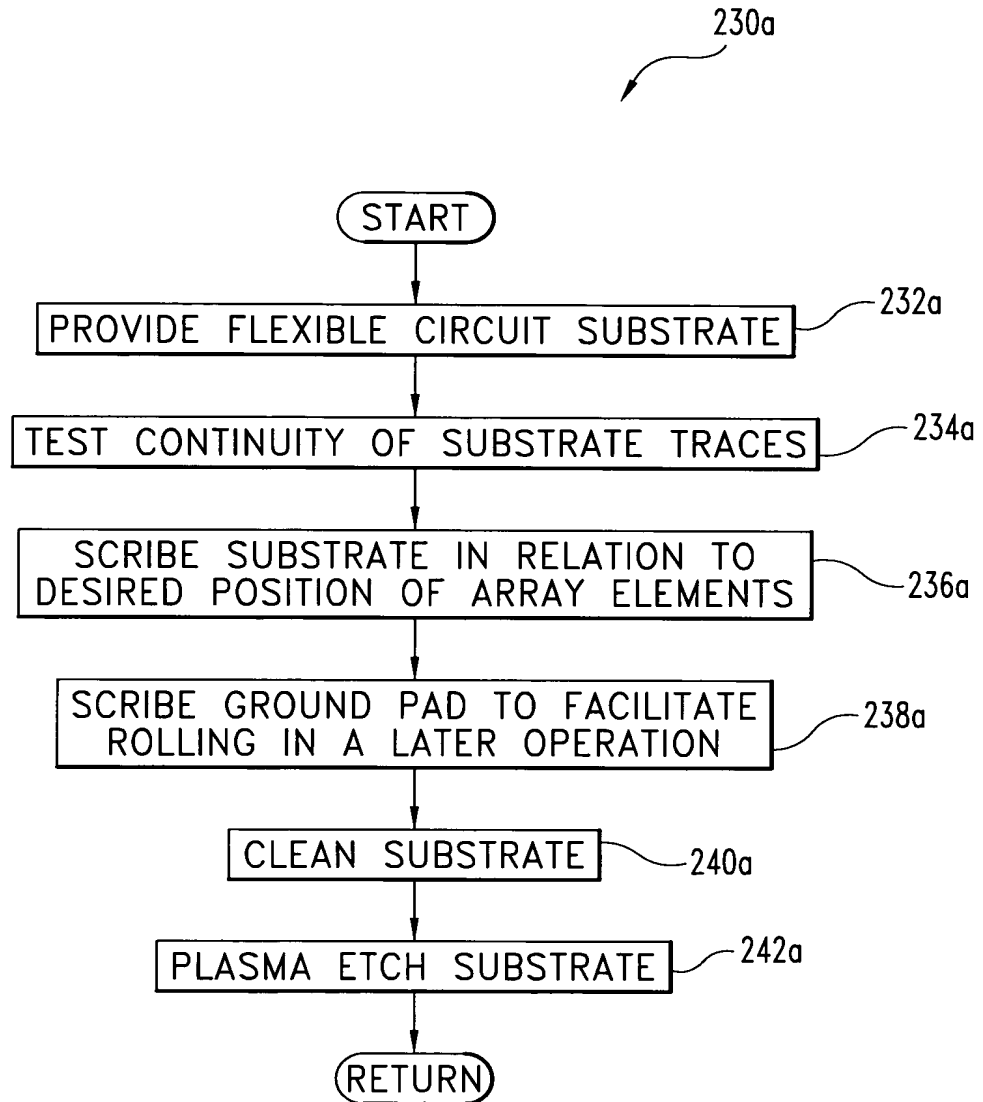 230a
START
PROVIDE FLEXIBLE CIRCUIT SUBSTRATE
232a
TEST CONTINUITY OF SUBSTRATE TRACES
234a
SCRIBE SUBSTRATE IN RELATION TO
DESIRED POSITION OF ARRAY ELEMENTS
236a
SCRIBE GROUND PAD TO FACILITATE
ROLLING IN A LATER OPERATION
238a
CLEAN SUBSTRATE
240a
PLASMA ETCH SUBSTRATE
242a
RETURN